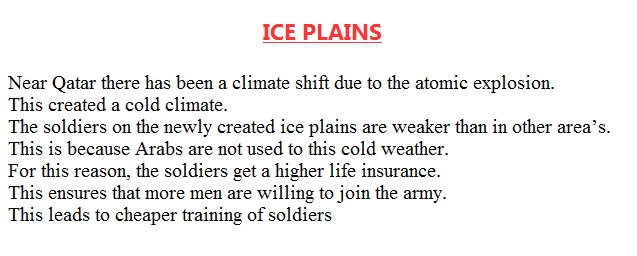 ICE PLAINS
Near Qatar there has been a climate shift due to the atomic explosion.
This created a cold climate.
The soldiers on the newly created ice plains are weaker than in other area’s.
This is because Arabs are not used to this cold weather.
For this reason, the soldiers get a higher life insurance.
This ensures that more men are willing to join the army.
This leads to cheaper training of soldiers